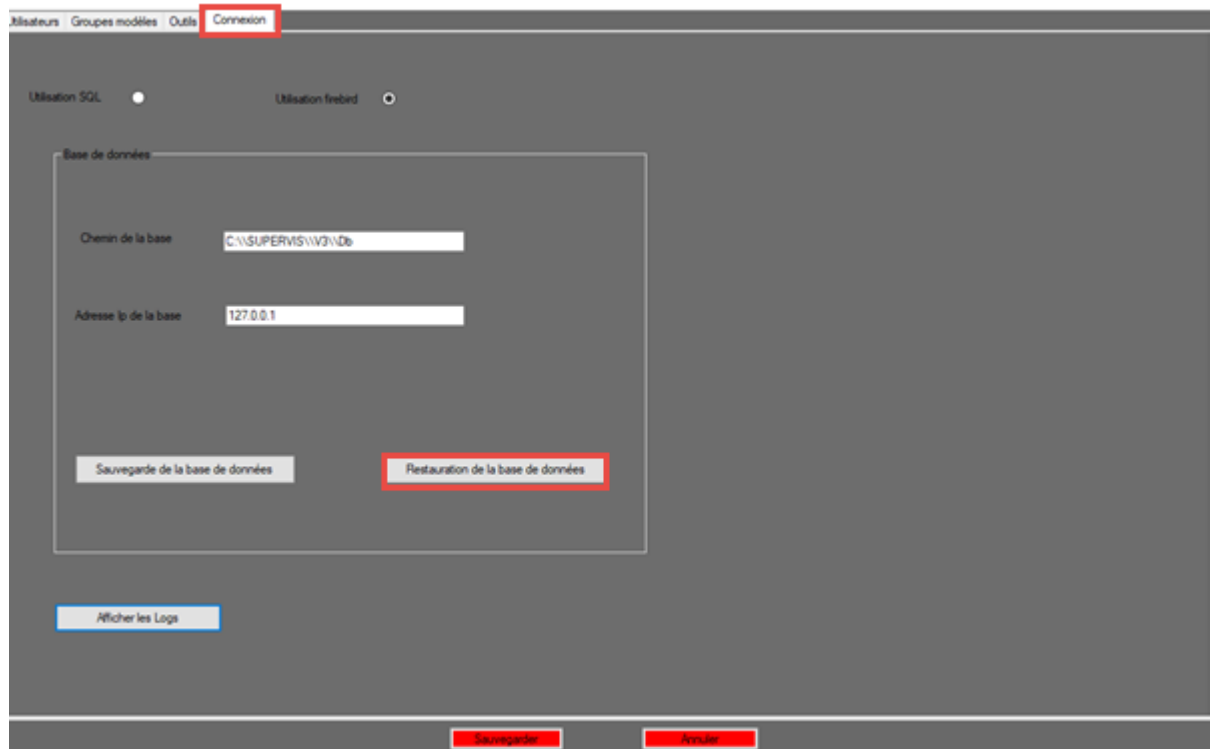 Utilisateurs Groupes modèles Outils Connexion
Utilisation SQL Utilisation firebird
Base de données
Chemin de la base C:\\SUPERVIS\\V3\\Db
Adresse Ip de la base 127.0.0.1
Sauvegarde de la base de données Restauration de la base de données
Afficher les Logs
Sauvegarder Annuler